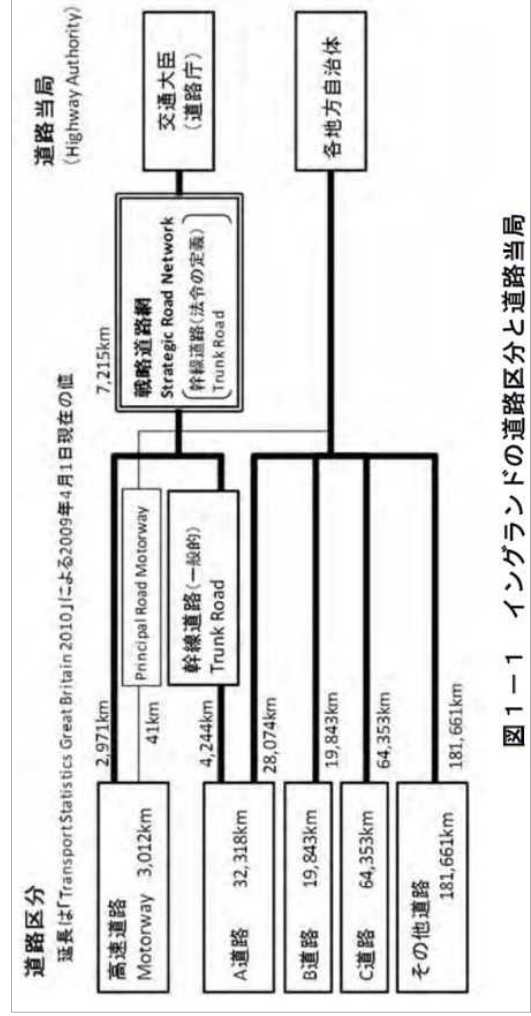 道路区分
延長は「Transport Statistics Great Britain 2010」による2009年4月1日現在の値
道路当局
(Highway Authority)
高速道路
Motorway 3,012km
2,971km
41km
Principal Road Motorway
7,215km
戦略道路網
Strategic Road Network
幹線道路(法令の定義)
Trunk Road
交通大臣
(道路庁)
4,244km
幹線道路(一般的)
Trunk Road
A道路 32,318km
28,074km
B道路 19,843km
19,843km
C道路 64,353km
64,353km
その他道路
181,661km
181,661km
各地方自治体
図1-1 イングランドの道路区分と道路当局